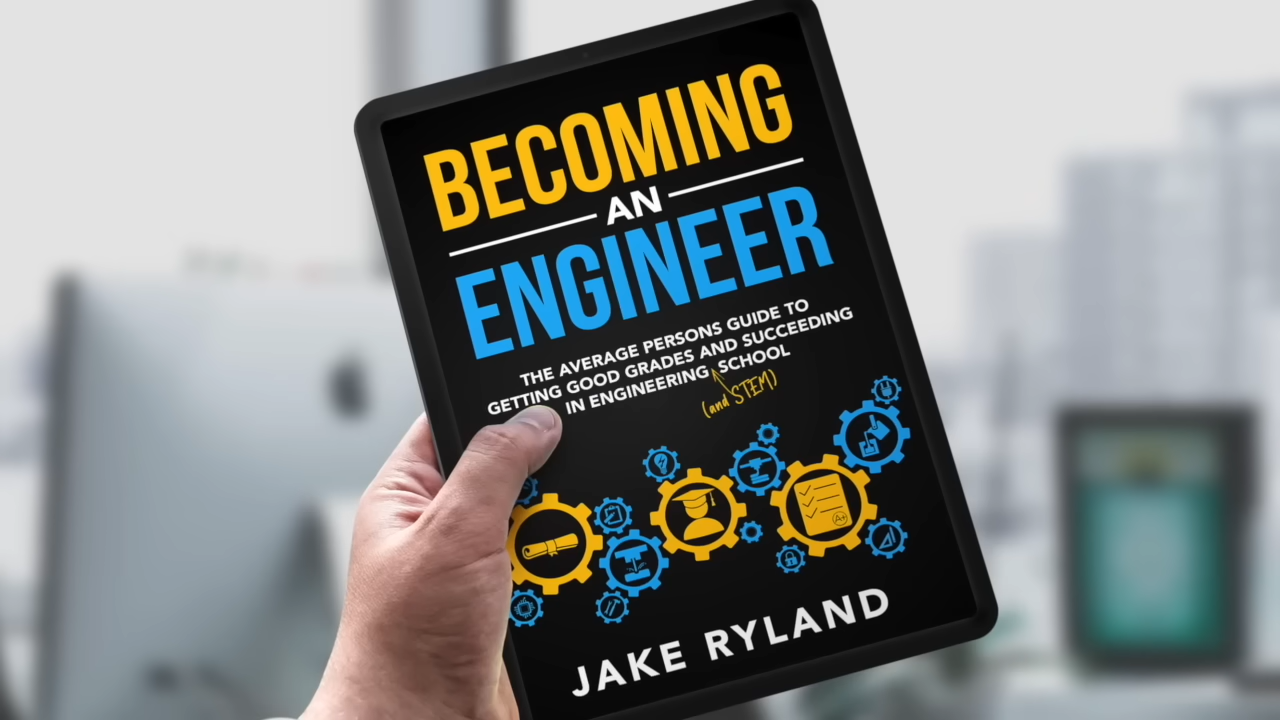 BECOMING
AN
ENGINEER
THE AVERAGE PERSONS GUIDE TO
GETTING GOOD GRADES AND SUCCEEDING
IN ENGINEERING SCHOOL
(and STEM)
A+
JAKE RYLAND